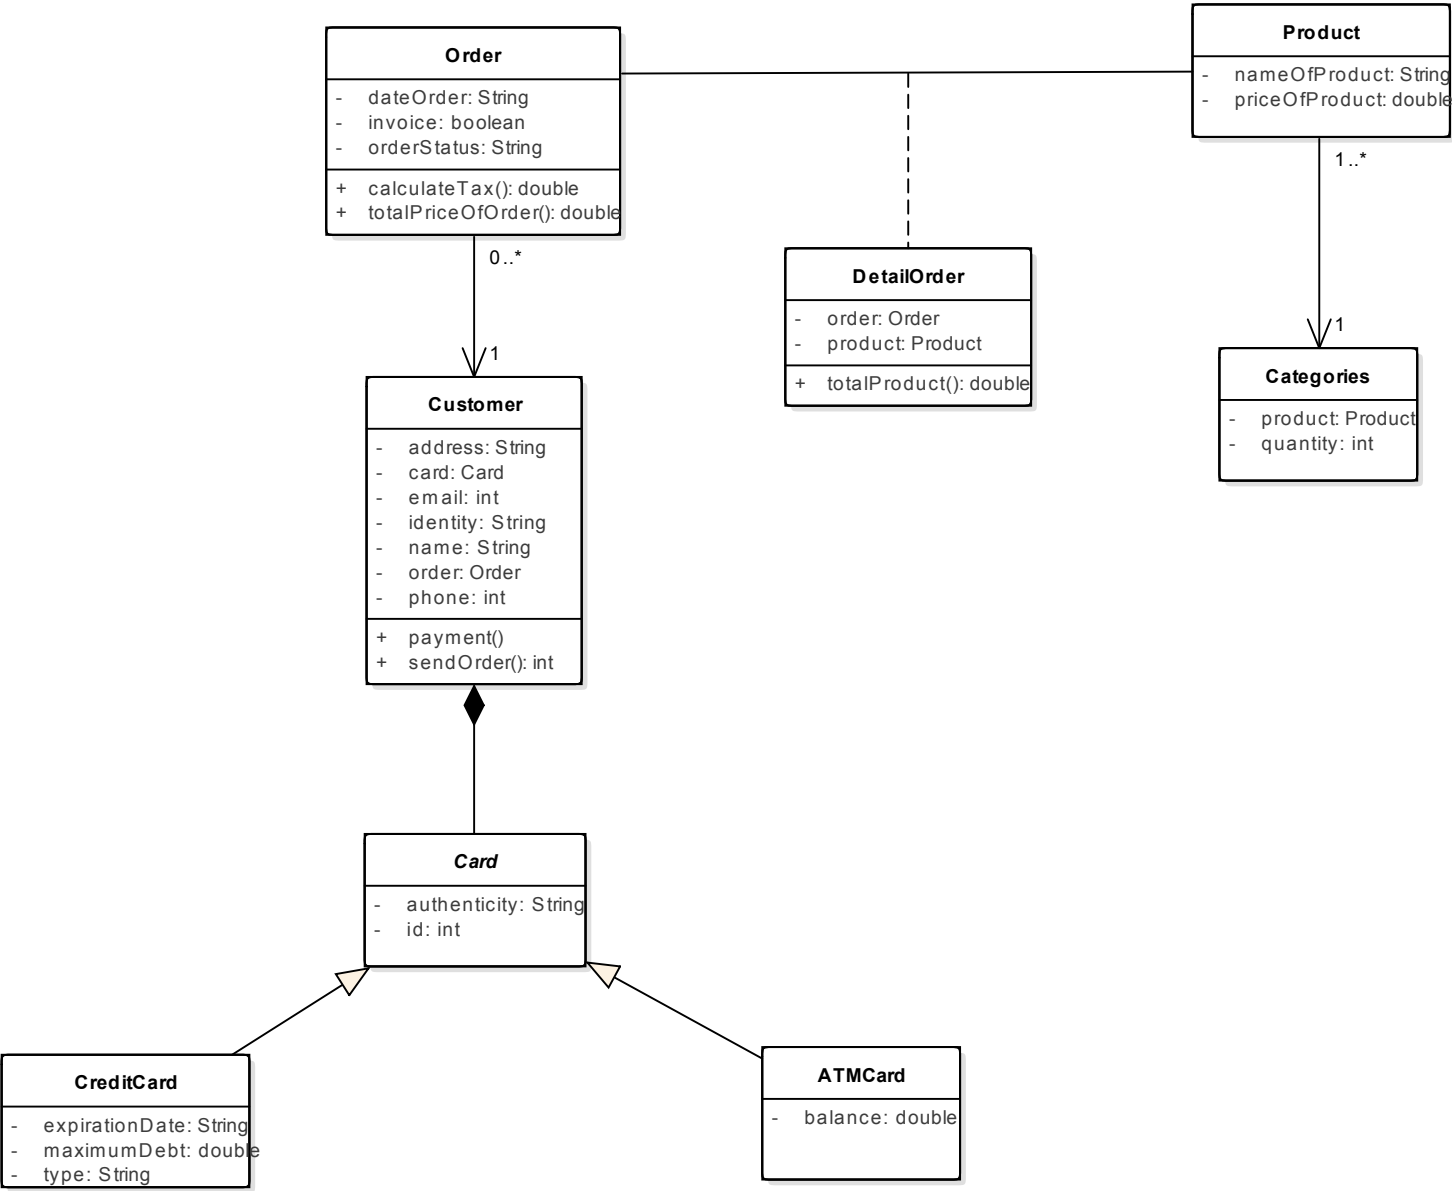 Order
- dateOrder: String
- invoice: boolean
- orderStatus: String
+ calculateTax(): double
+ totalPriceOfOrder(): double
0..*
1
Product
- nameOfProduct: String
- priceOfProduct: double
1..*
1
DetailOrder
- order: Order
- product: Product
+ totalProduct(): double
Categories
- product: Product
- quantity: int
Customer
- address: String
- card: Card
- email: int
- identity: String
- name: String
- order: Order
- phone: int
+ payment()
+ sendOrder(): int
Card
- authenticity: String
- id: int
CreditCard
- expirationDate: String
- maximumDebt: double
- type: String
ATMCard
- balance: double